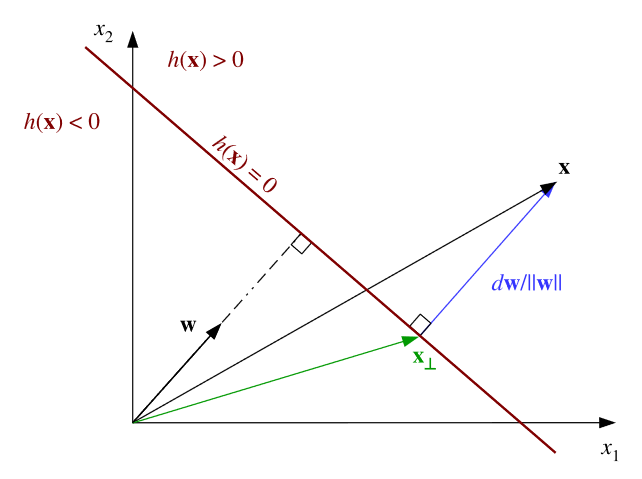 x₂
h(x) > 0
h(x) < 0
h(x) = 0
x
dw/||w||
w
x⊥
x₁